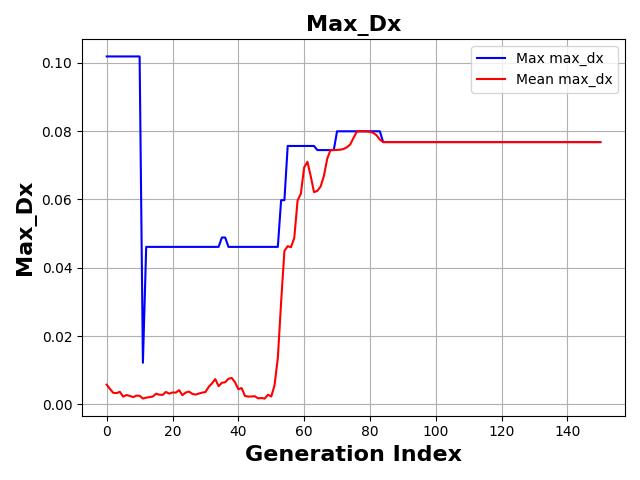 Max_Dx
Max max_dx
Mean max_dx
0.10
0.08
0.06
0.04
0.02
0.00
Max_Dx
0 20 40 60 80 100 120 140
Generation Index